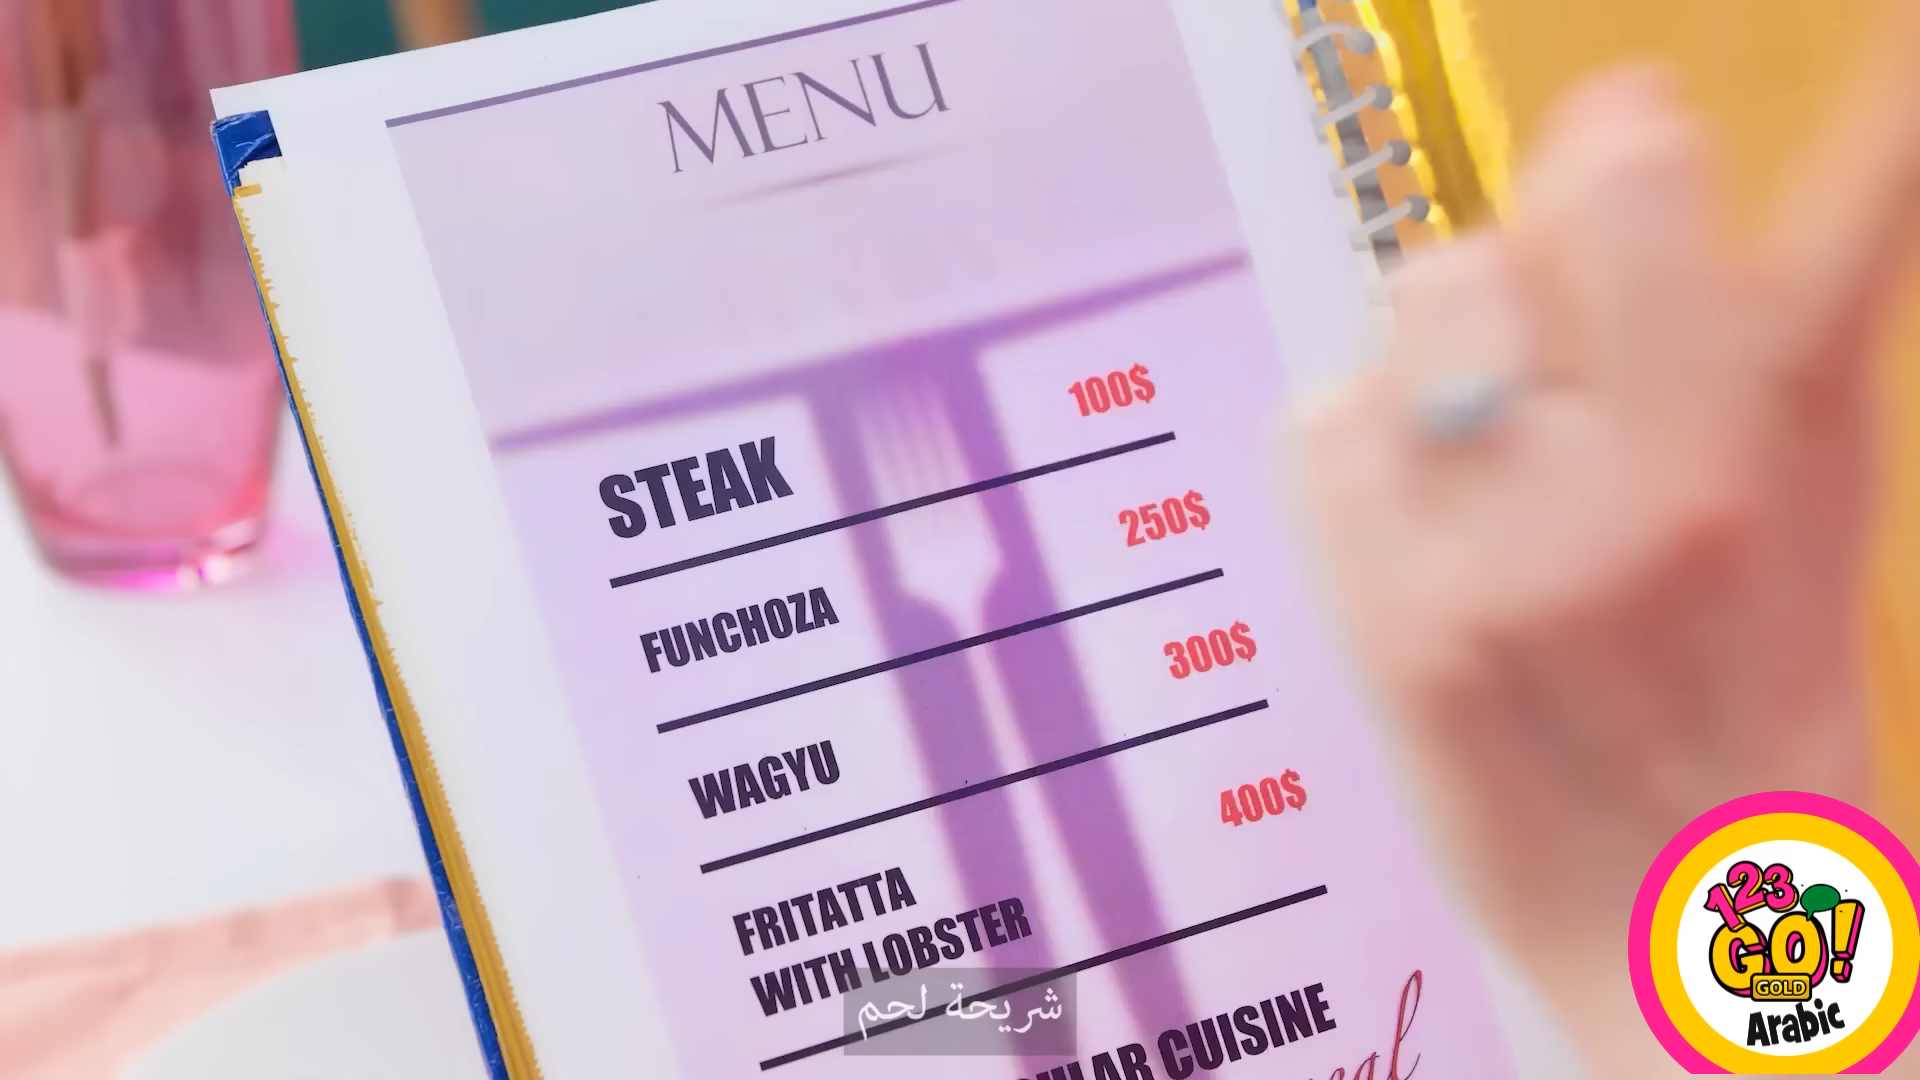 MENU
100$
STEAK
250$
FUNCHOZA
300$
WAGYU
400$
FRITATTA
WITH LOBSTER
شريحة لحم
CUISINE
123
GO!
GOLD
Arabic